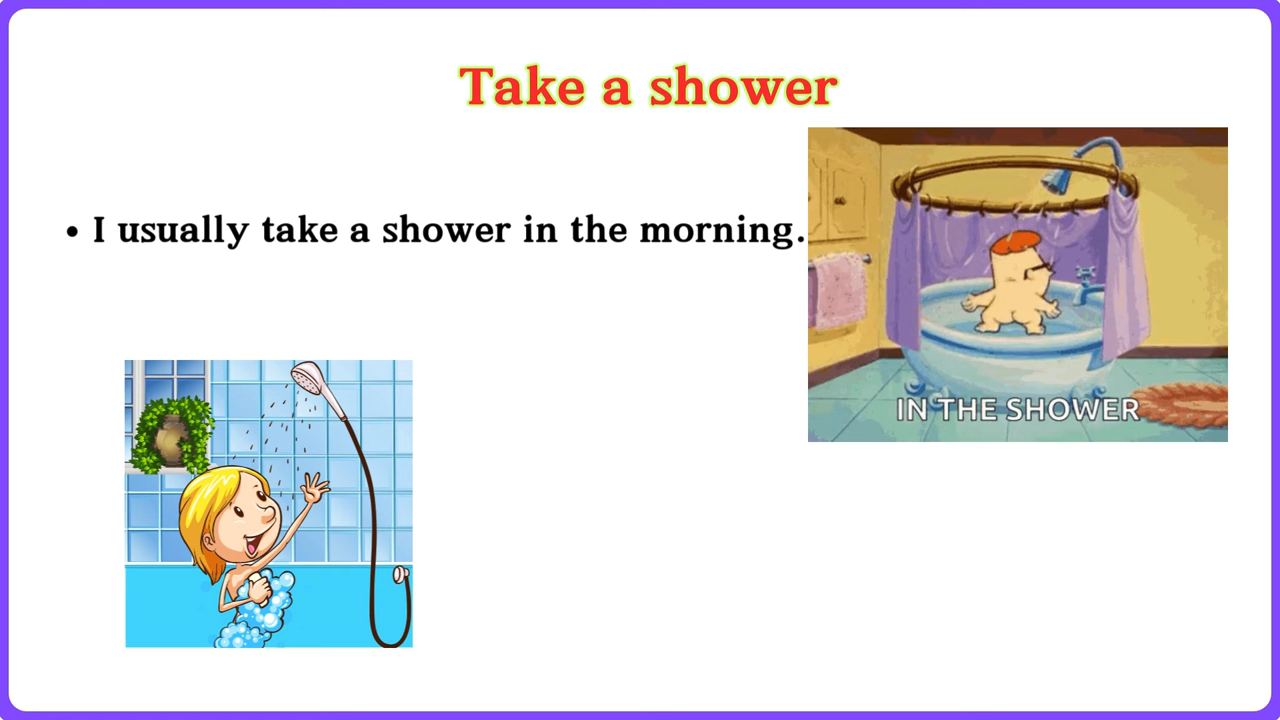 Take a shower
• I usually take a shower in the morning.
IN THE SHOWER